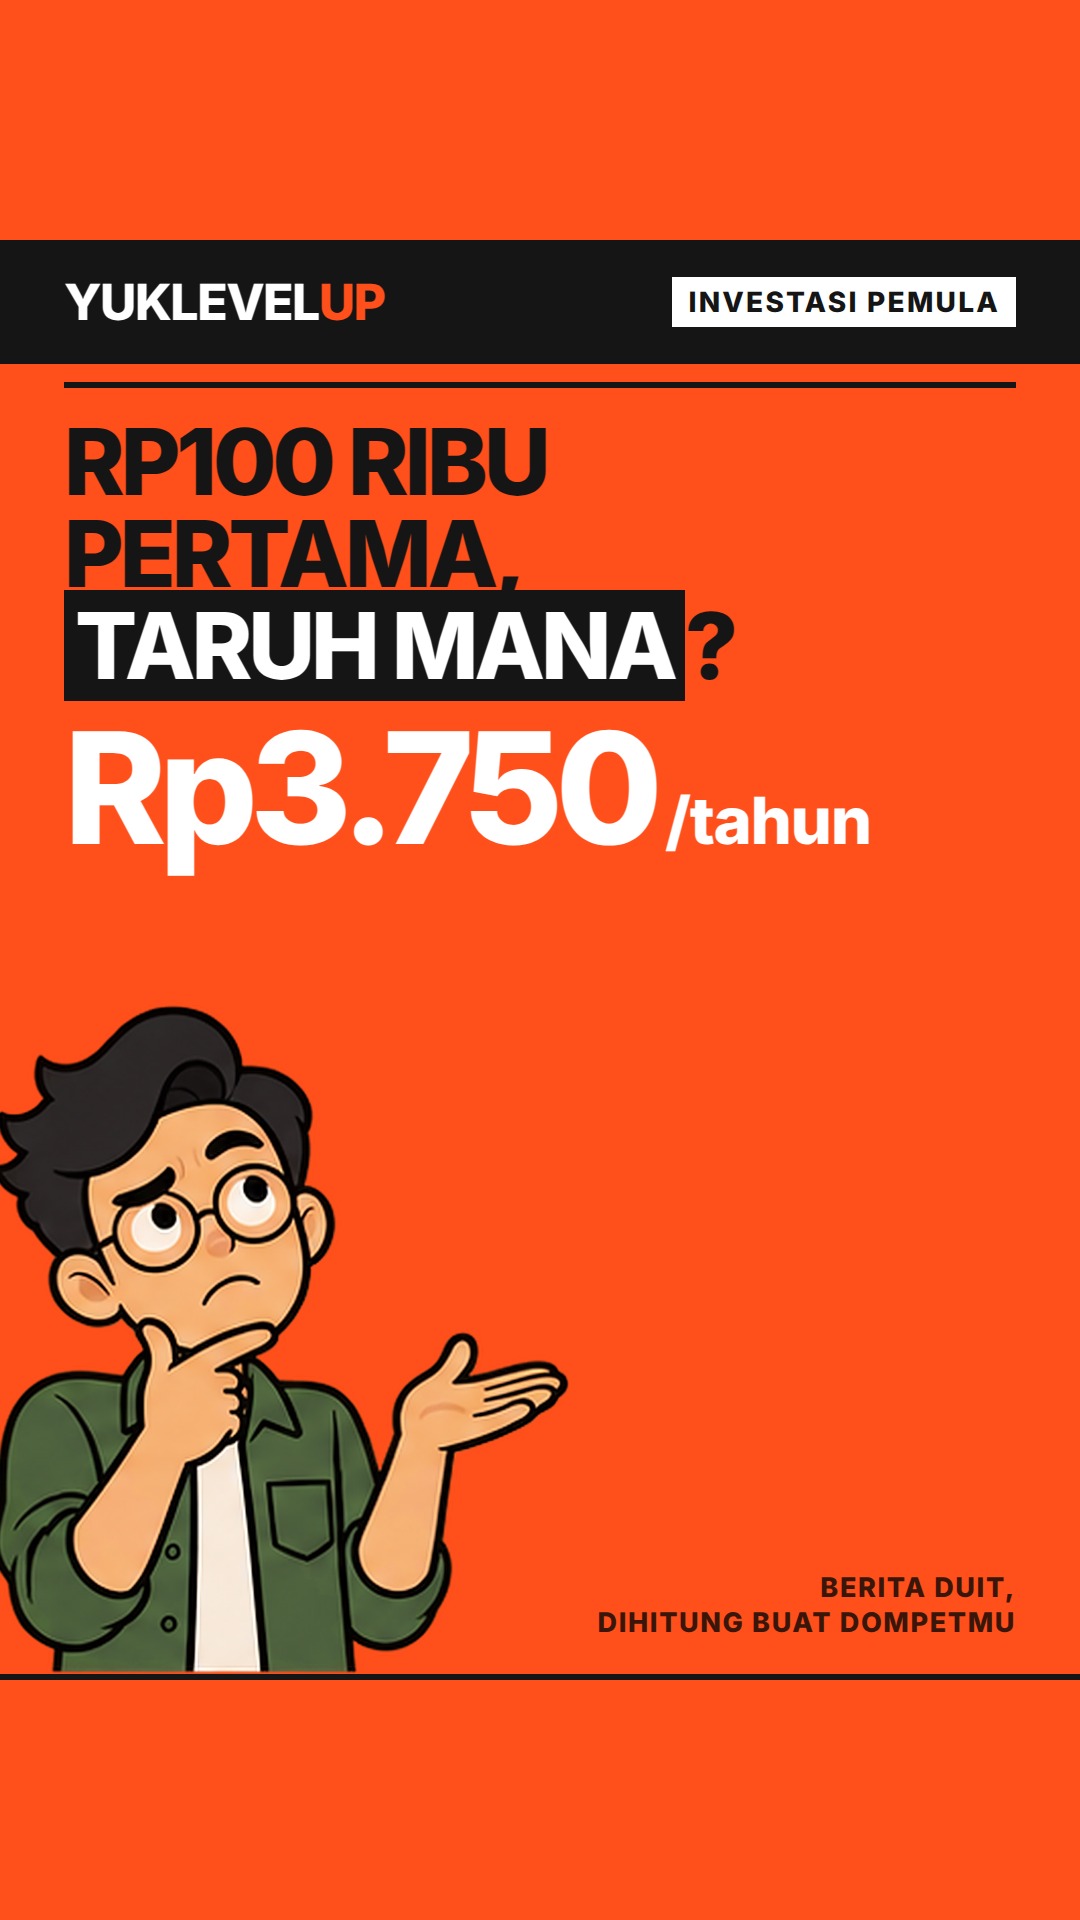 YUKLEVELUP
INVESTASI PEMULA
RP100 RIBU
PERTAMA,
TARUH MANA?
Rp3.750/tahun
BERITA DUIT,
DIHITUNG BUAT DOMPETMU